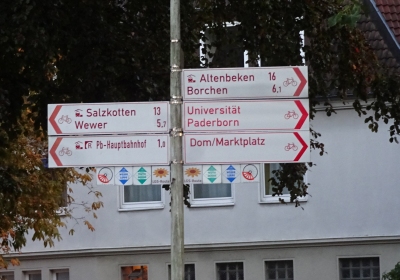 Salzkotten 13
Wewer 5,7
Pb-Hauptbahnhof 1,0
Altenbeken 16
Borchen 6,1
Universität
Paderborn
Dom/Marktplatz